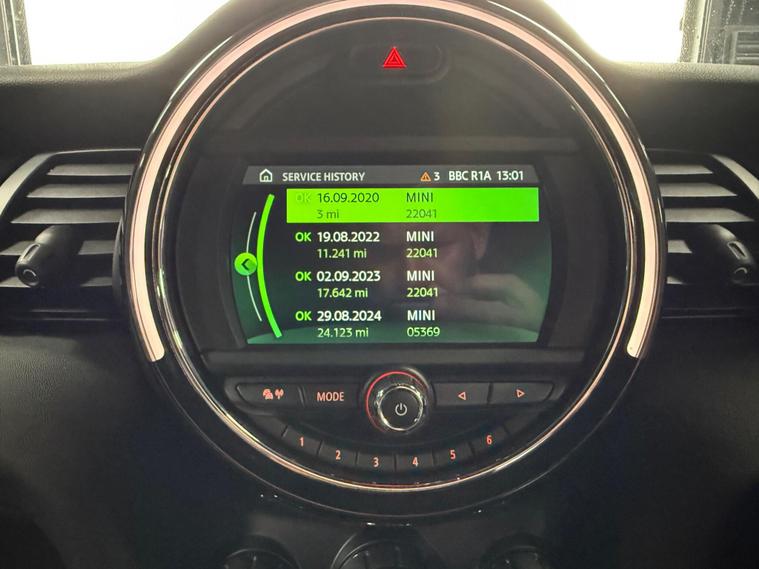 SERVICE HISTORY 3 BBC R1A 13:01
OK 16.09.2020 MINI
3 mi 22041
OK 19.08.2022 MINI
11.241 mi 22041
OK 02.09.2023 MINI
17.642 mi 22041
OK 29.08.2024 MINI
24.123 mi 05369
MODE
1 2 3 4 5 6